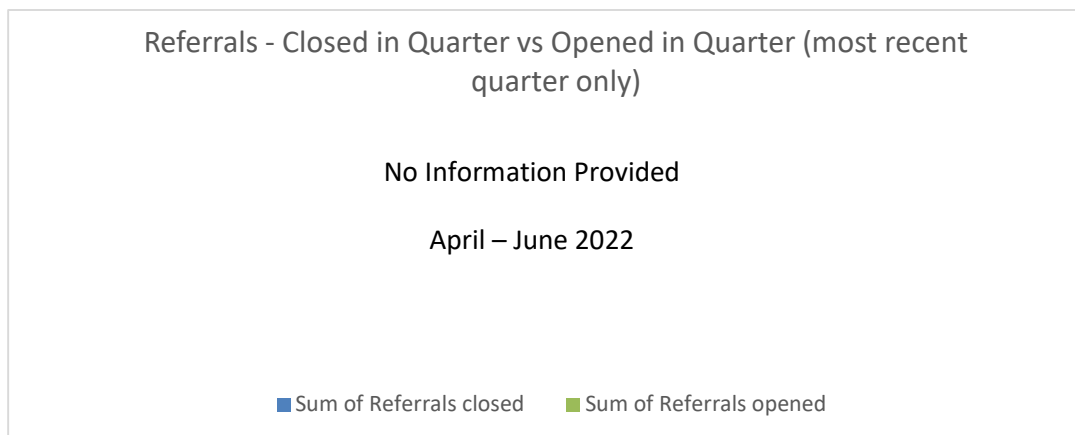 Referrals - Closed in Quarter vs Opened in Quarter (most recent
quarter only)
No Information Provided
April – June 2022
Sum of Referrals closed Sum of Referrals opened